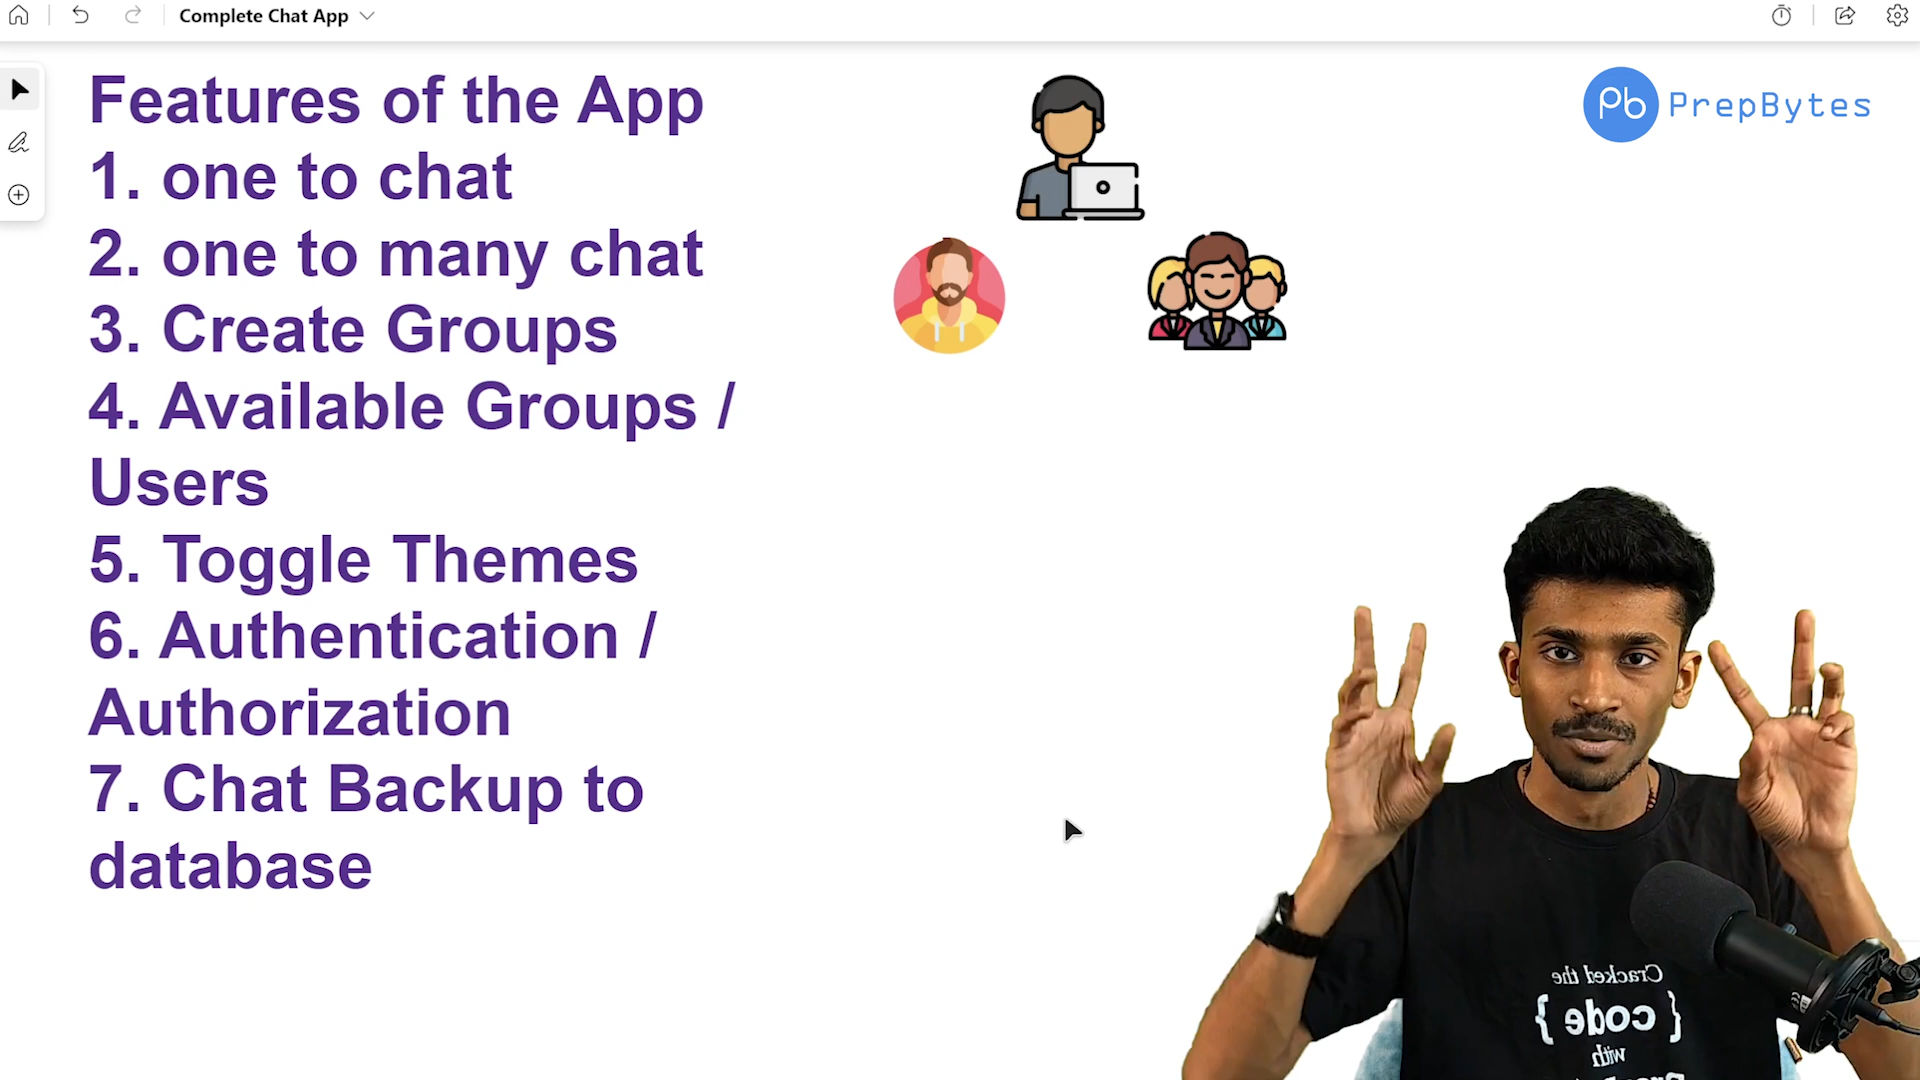 Complete Chat App
Features of the App
1. one to chat
2. one to many chat
3. Create Groups
4. Available Groups /
Users
5. Toggle Themes
6. Authentication /
Authorization
7. Chat Backup to
database
Pb PrepBytes
Cracked the
{ code }
with